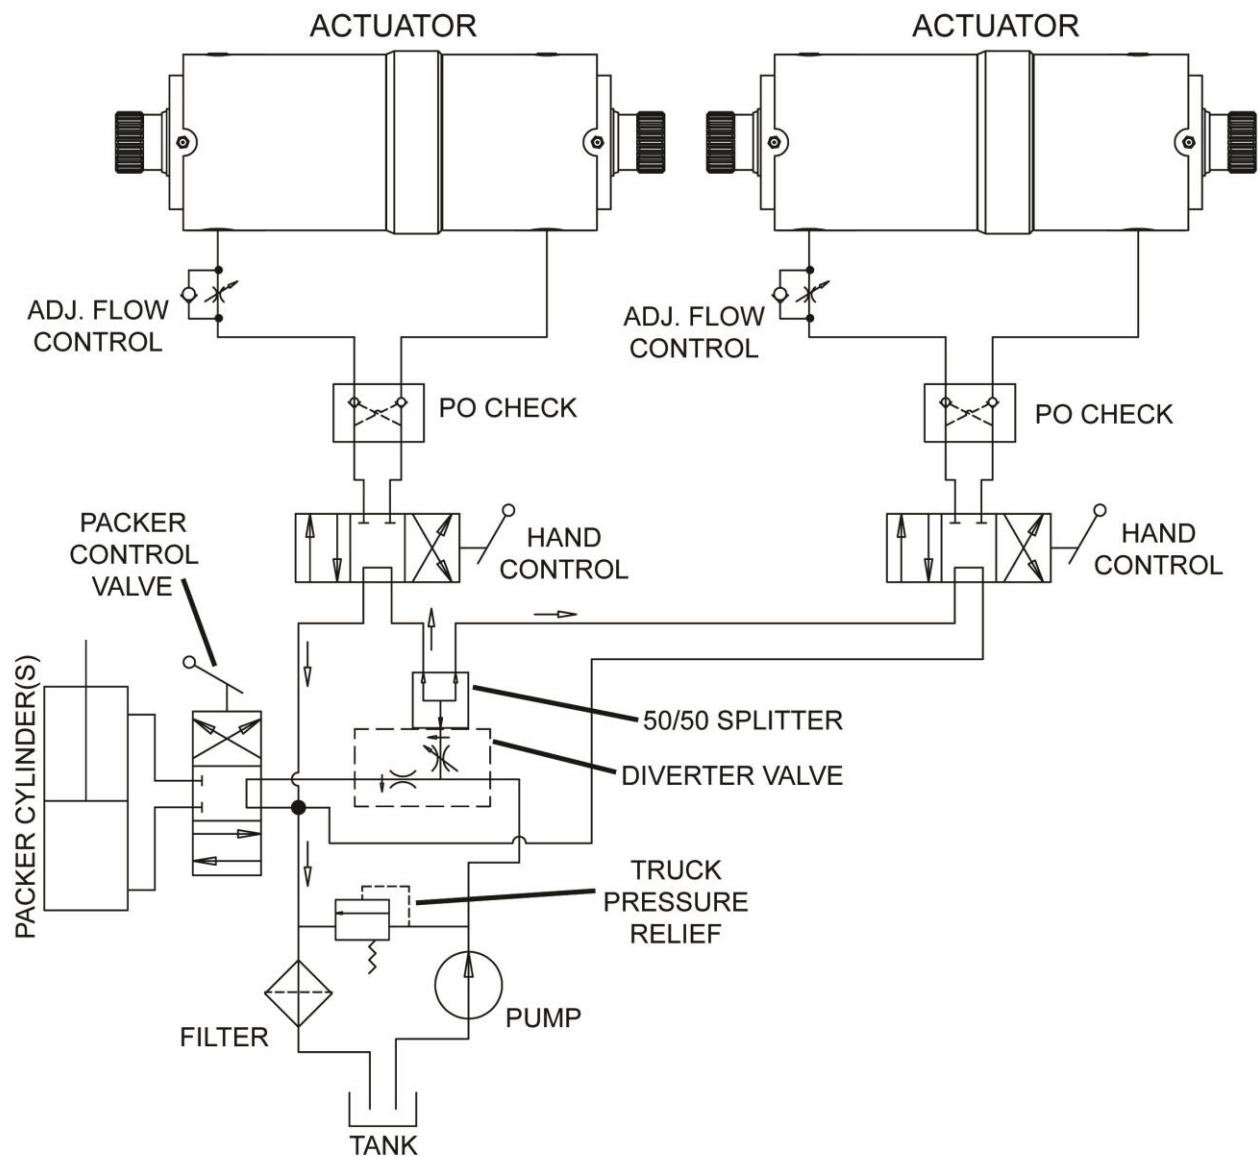 ACTUATOR
ACTUATOR
ADJ. FLOW
CONTROL
ADJ. FLOW
CONTROL
PO CHECK
PO CHECK
PACKER
CONTROL
VALVE
HAND
CONTROL
HAND
CONTROL
PACKER CYLINDER(S)
50/50 SPLITTER
DIVERTER VALVE
TRUCK
PRESSURE
RELIEF
FILTER
PUMP
TANK